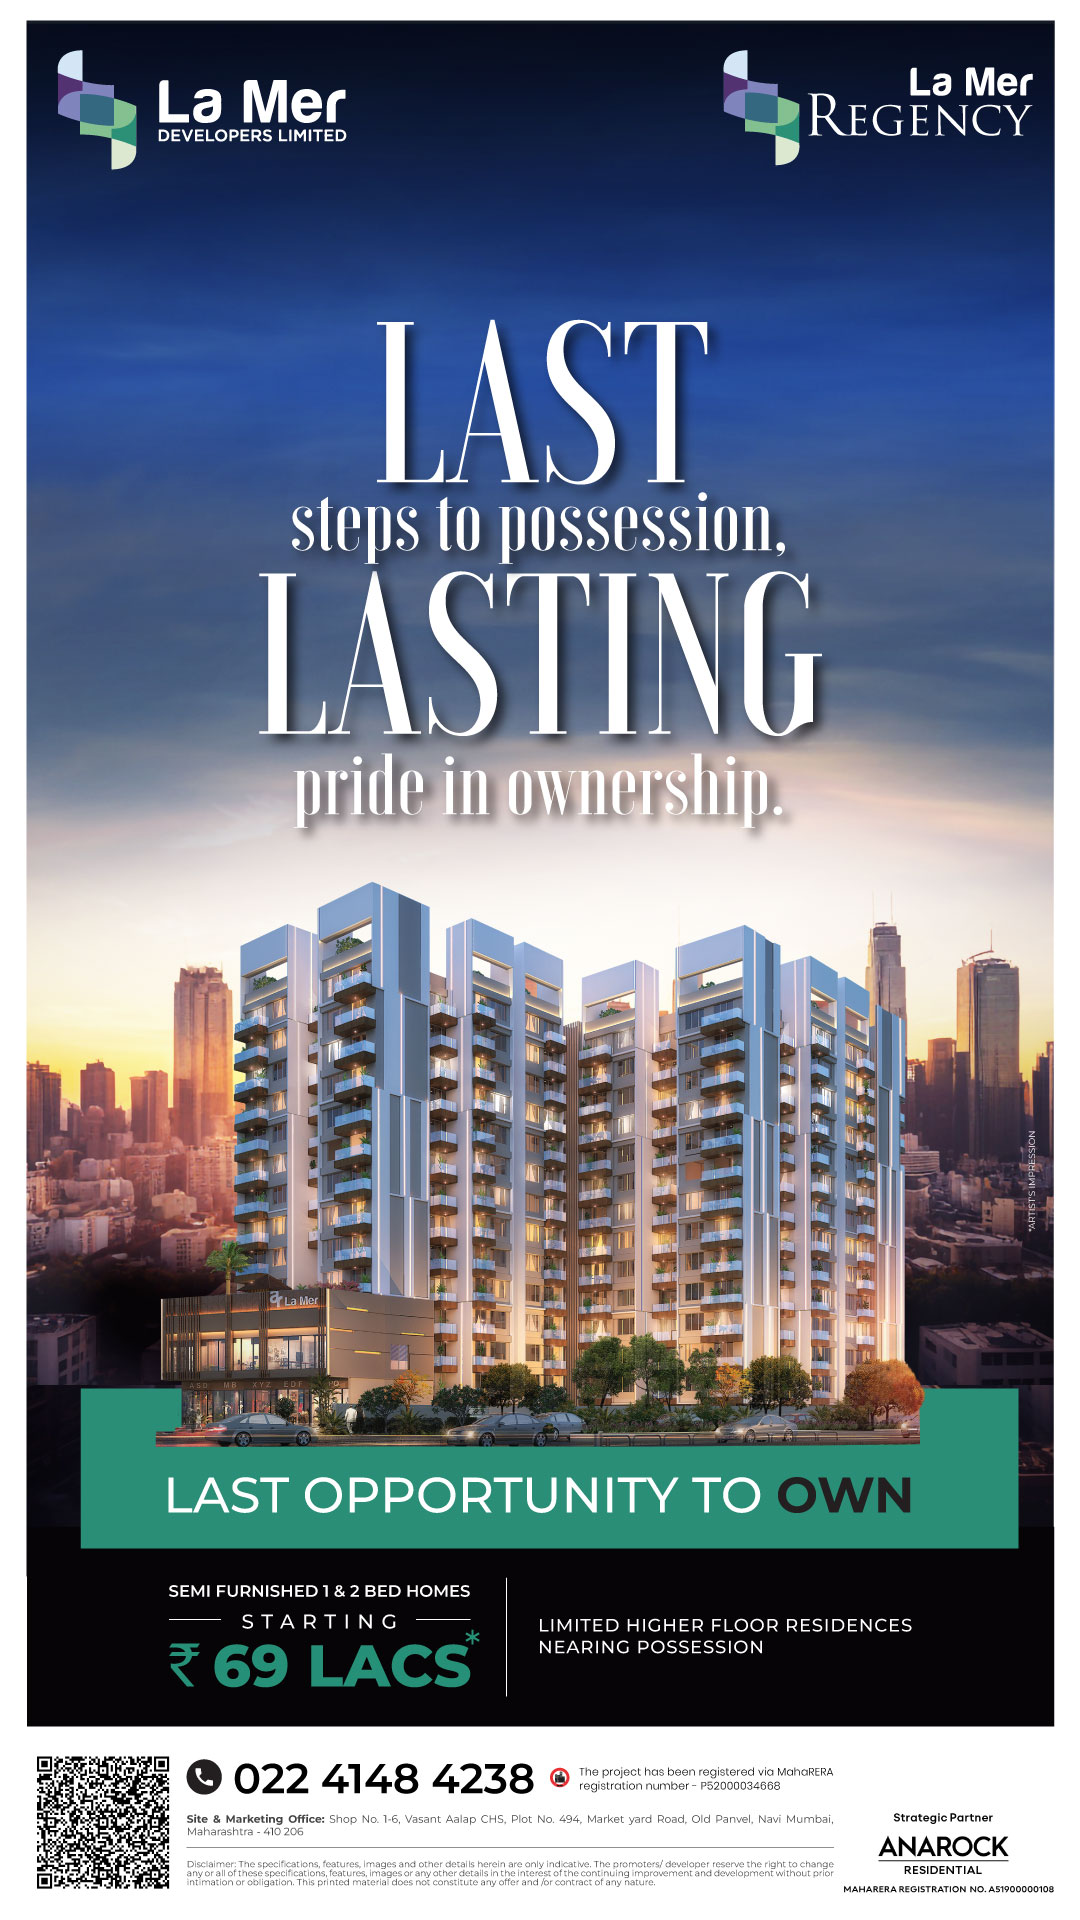 La Mer
DEVELOPERS LIMITED
La Mer
REGENCY
LAST
steps to possession,
LASTING
pride in ownership.
*ARTIST'S IMPRESSION
La Mer
ASD MB XYZ EDF
LAST OPPORTUNITY TO OWN
SEMI FURNISHED 1 & 2 BED HOMES
STARTING
₹ 69 LACS*
LIMITED HIGHER FLOOR RESIDENCES
NEARING POSSESSION
022 4148 4238
The project has been registered via MahaRERA
registration number - P52000034668
Site & Marketing Office: Shop No. 1-6, Vasant Aalap CHS, Plot No. 494, Market yard Road, Old Panvel, Navi Mumbai,
Maharashtra - 410 206
Disclaimer: The specifications, features, images and other details herein are only indicative. The promoters/ developer reserve the right to change
any or all of these specifications, features, images or any other details in the interest of the continuing improvement and development without prior
intimation or obligation. This printed material does not constitute any offer and /or contract of any nature.
Strategic Partner
ANAROCK
RESIDENTIAL
MAHARERA REGISTRATION NO. A51900000108